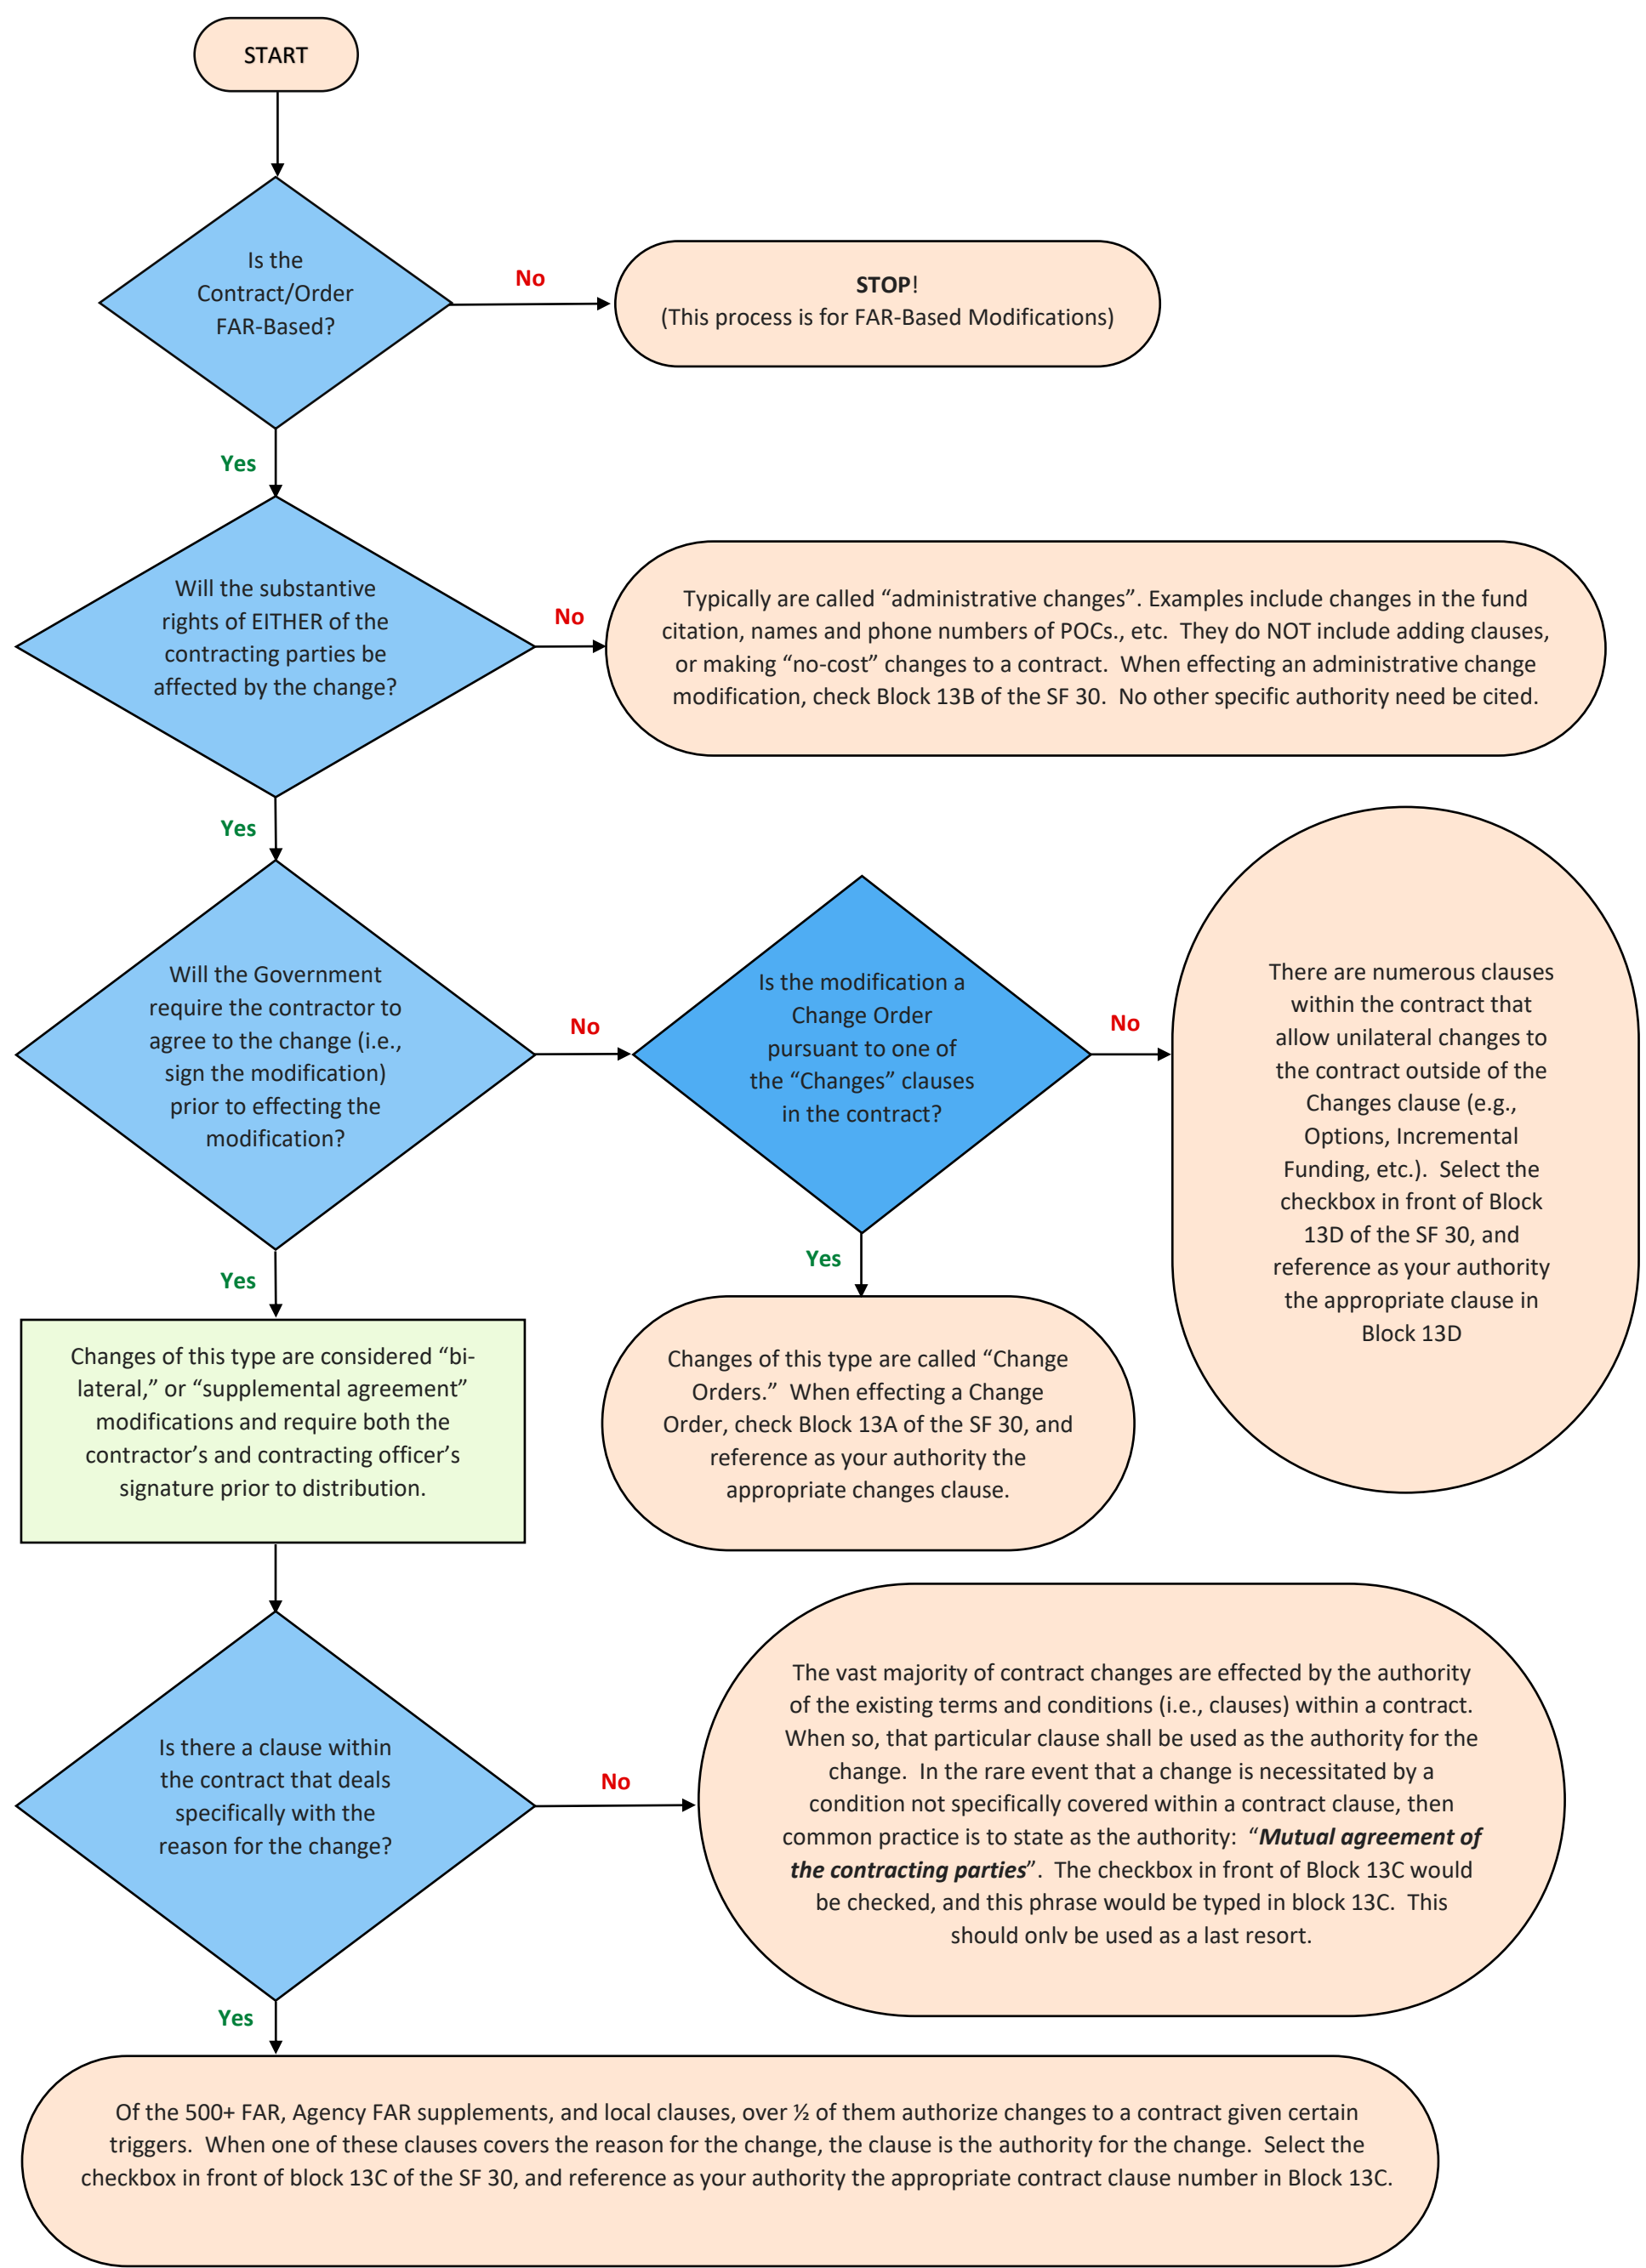 START
Is the
Contract/Order
FAR-Based?
No
STOP!
(This process is for FAR-Based Modifications)
Yes
Will the substantive
rights of EITHER of the
contracting parties be
affected by the change?
No
Typically are called “administrative changes”. Examples include changes in the fund
citation, names and phone numbers of POCs., etc. They do NOT include adding clauses,
or making “no-cost” changes to a contract. When effecting an administrative change
modification, check Block 13B of the SF 30. No other specific authority need be cited.
Yes
Will the Government
require the contractor to
agree to the change (i.e.,
sign the modification)
prior to effecting the
modification?
No
Is the modification a
Change Order
pursuant to one of
the “Changes” clauses
in the contract?
No
There are numerous clauses
within the contract that
allow unilateral changes to
the contract outside of the
Changes clause (e.g.,
Options, Incremental
Funding, etc.). Select the
checkbox in front of Block
13D of the SF 30, and
reference as your authority
the appropriate clause in
Block 13D
Yes
Changes of this type are called “Change
Orders.” When effecting a Change
Order, check Block 13A of the SF 30, and
reference as your authority the
appropriate changes clause.
Yes
Changes of this type are considered “bi-
lateral,” or “supplemental agreement”
modifications and require both the
contractor’s and contracting officer’s
signature prior to distribution.
Is there a clause within
the contract that deals
specifically with the
reason for the change?
No
The vast majority of contract changes are effected by the authority
of the existing terms and conditions (i.e., clauses) within a contract.
When so, that particular clause shall be used as the authority for the
change. In the rare event that a change is necessitated by a
condition not specifically covered within a contract clause, then
common practice is to state as the authority: “Mutual agreement of
the contracting parties”. The checkbox in front of Block 13C would
be checked, and this phrase would be typed in block 13C. This
should only be used as a last resort.
Yes
Of the 500+ FAR, Agency FAR supplements, and local clauses, over ½ of them authorize changes to a contract given certain
triggers. When one of these clauses covers the reason for the change, the clause is the authority for the change. Select the
checkbox in front of block 13C of the SF 30, and reference as your authority the appropriate contract clause number in Block 13C.